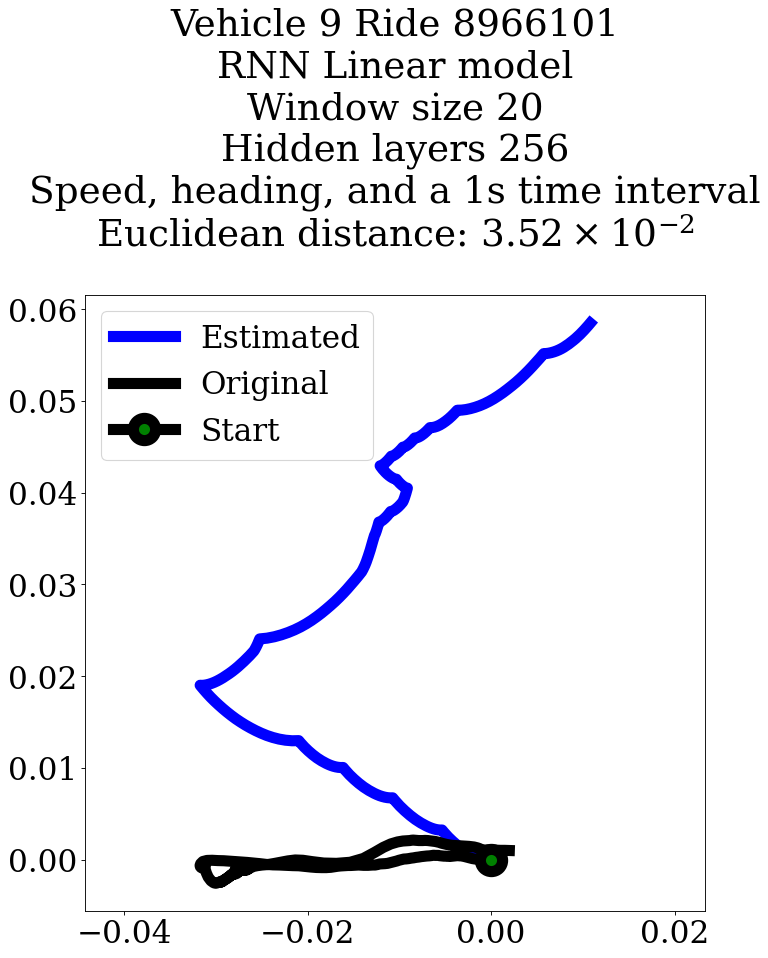 Vehicle 9 Ride 8966101
RNN Linear model
Window size 20
Hidden layers 256
Speed, heading, and a 1s time interval
Euclidean distance: 3.52 × 10⁻²
0.06
Estimated
Original
Start
0.05
0.04
0.03
0.02
0.01
0.00
−0.04 −0.02 0.00 0.02